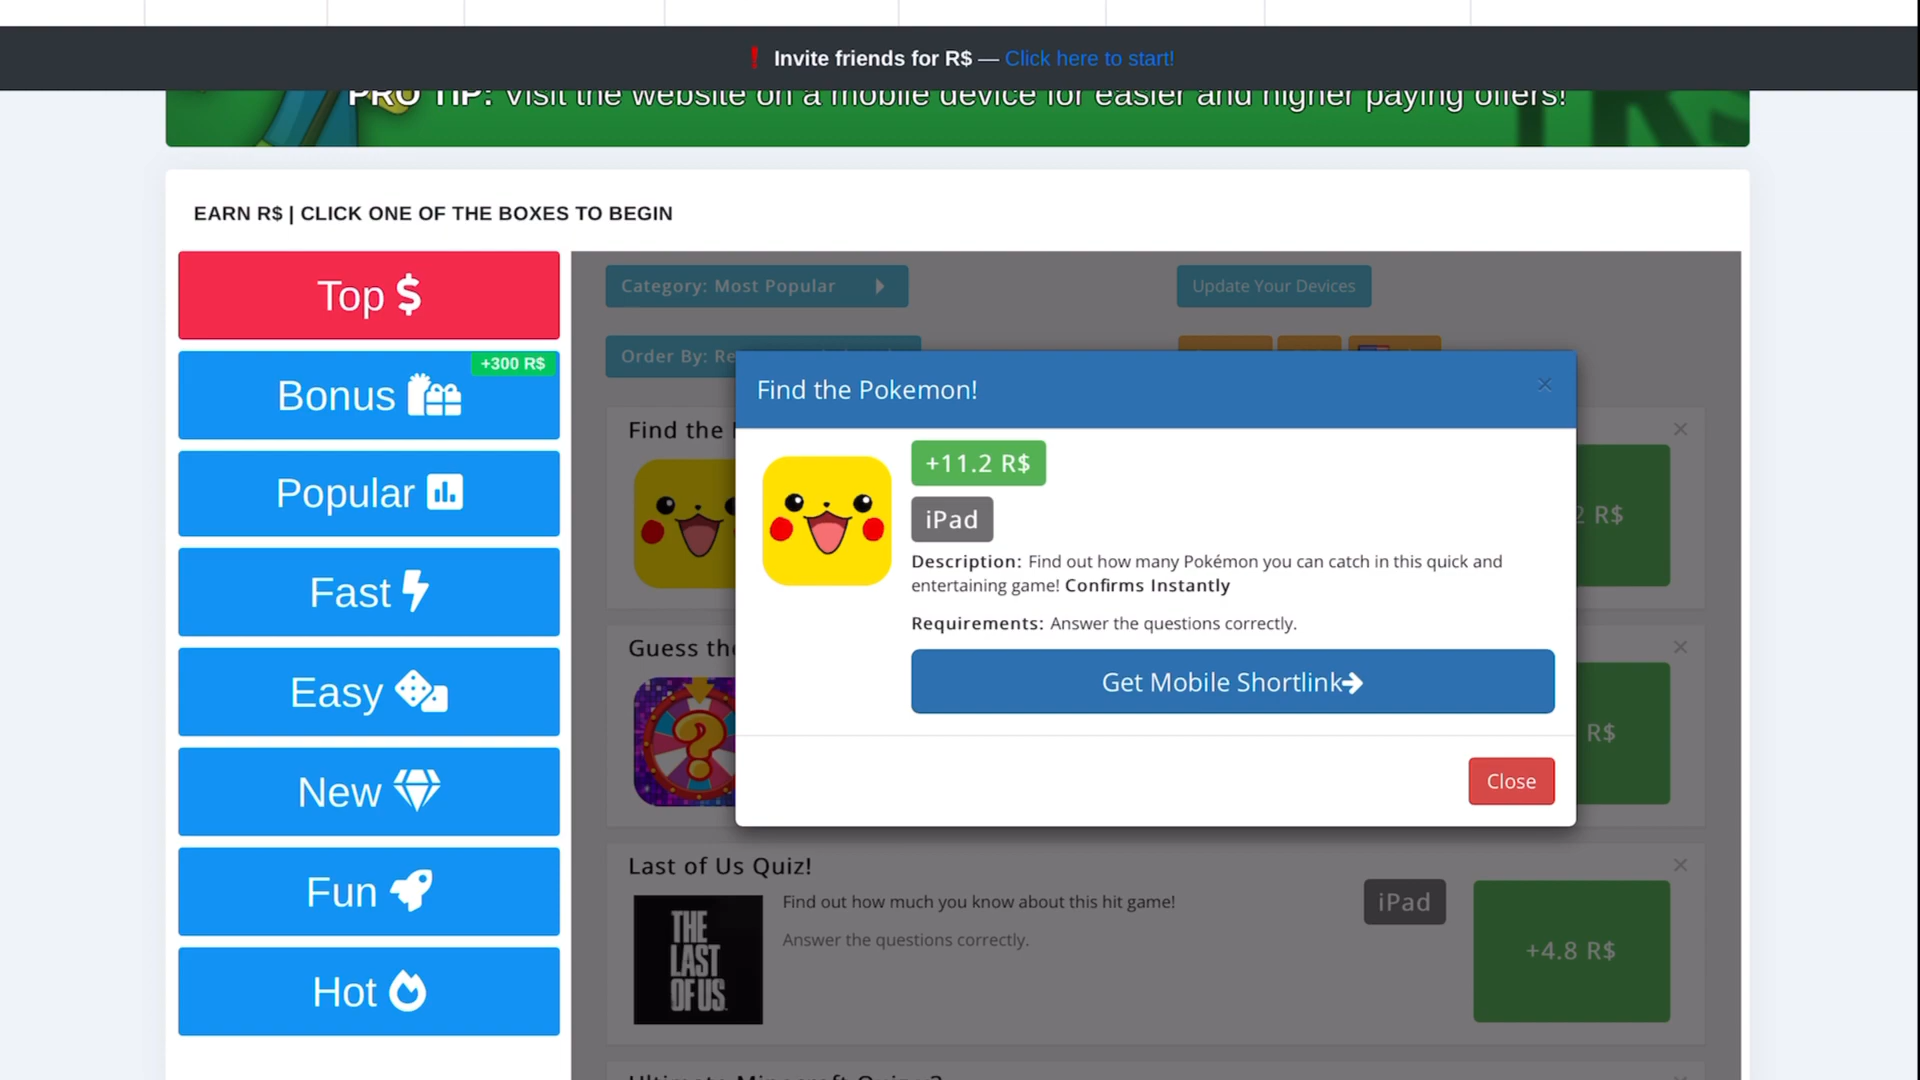 ❗ Invite friends for R$ — Click here to start!
PRO TIP: Visit the website on a mobile device for easier and higher paying offers!
R$
EARN R$ | CLICK ONE OF THE BOXES TO BEGIN
Top $
+300 R$
Bonus
Popular
Fast
Easy
New
Fun
Hot
Category: Most Popular
Update Your Devices
Order By:
Find the
Find the Pokemon!
×
+11.2 R$
iPad
Description: Find out how many Pokémon you can catch in this quick and
entertaining game! Confirms Instantly
Requirements: Answer the questions correctly.
Get Mobile Shortlink
Close
2 R$
Guess the
R$
Last of Us Quiz!
THE
LAST
OF US
Find out how much you know about this hit game!
Answer the questions correctly.
iPad
+4.8 R$